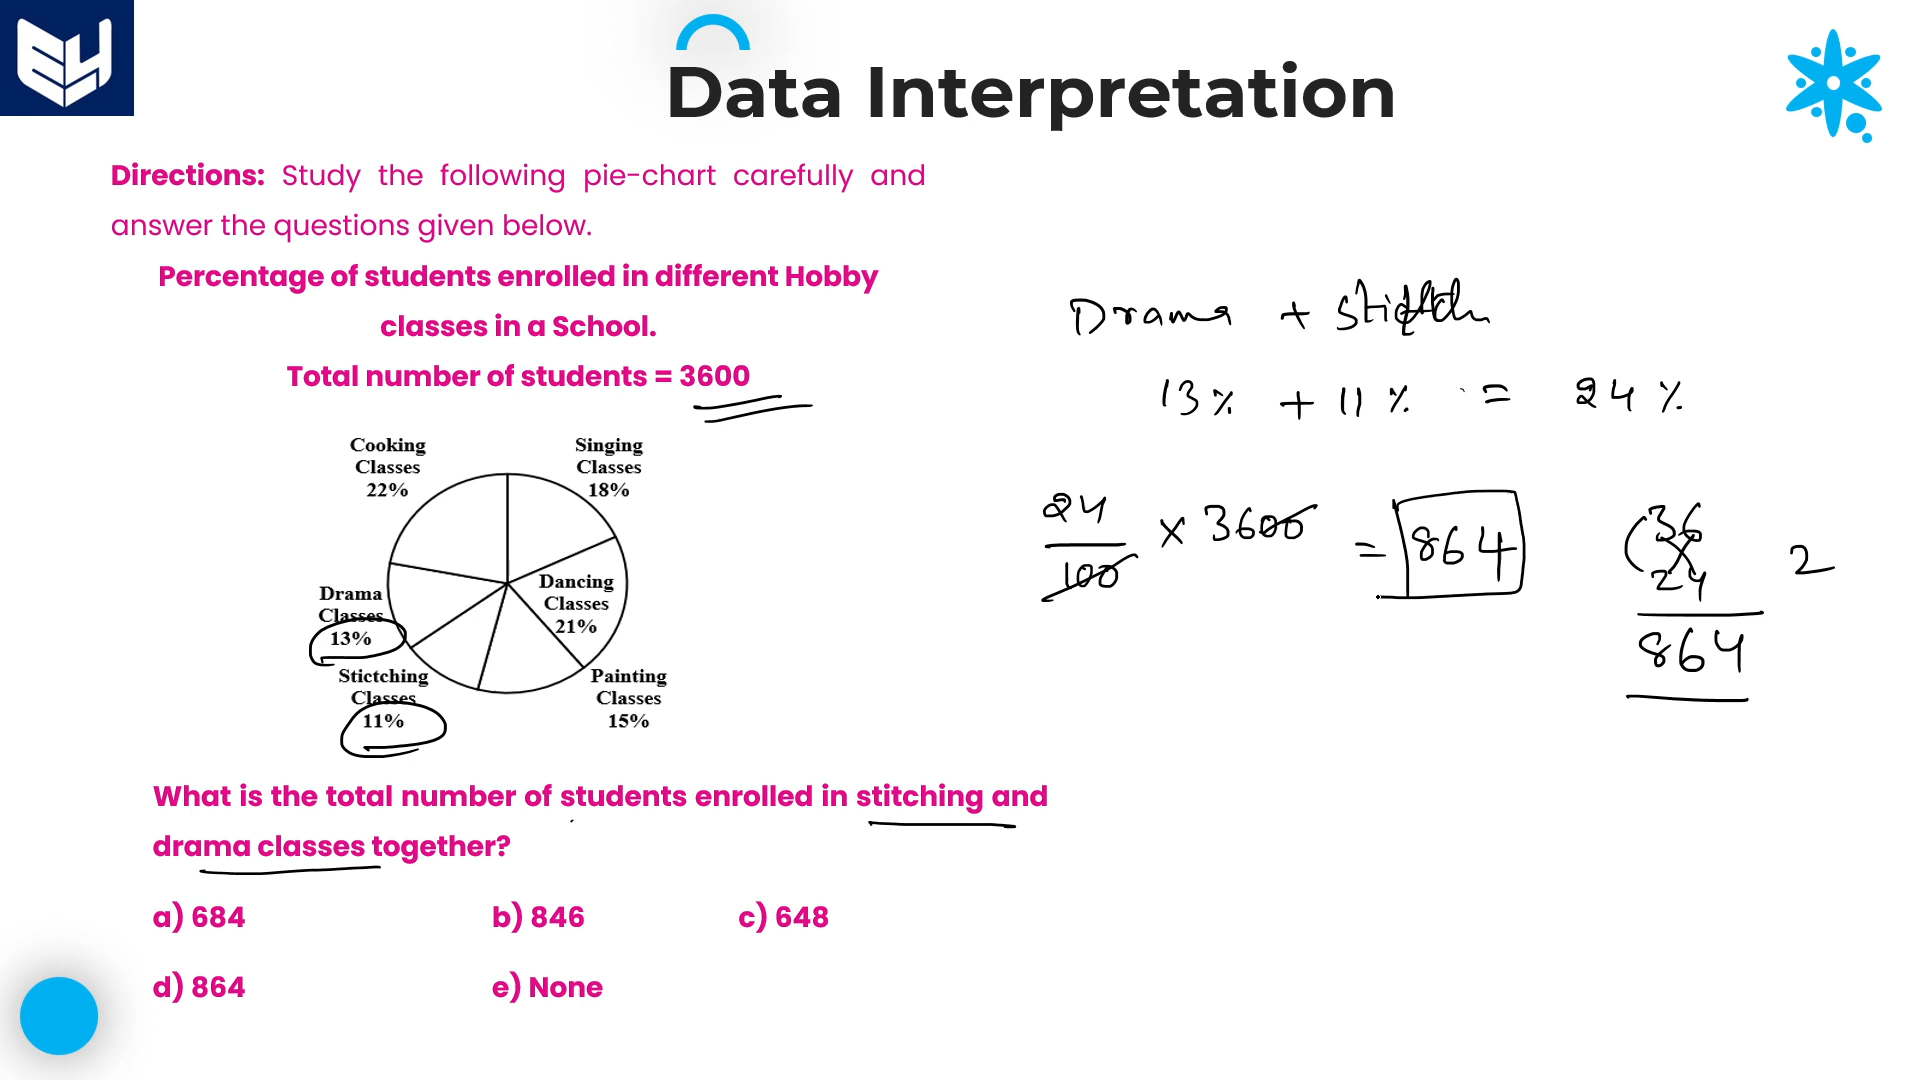 Data Interpretation
Directions: Study the following pie-chart carefully and
answer the questions given below.
Percentage of students enrolled in different Hobby
classes in a School.
Total number of students = 3600
Cooking
Classes
22%
Singing
Classes
18%
Dancing
Classes
21%
Drama
Classes
13%
Stictching
Classes
11%
Painting
Classes
15%
What is the total number of students enrolled in stitching and
drama classes together?
a) 684 b) 846 c) 648
d) 864 e) None
Drama +
13% + 11% = 24%
24
100
× 3600 = 864
36
24
2
864